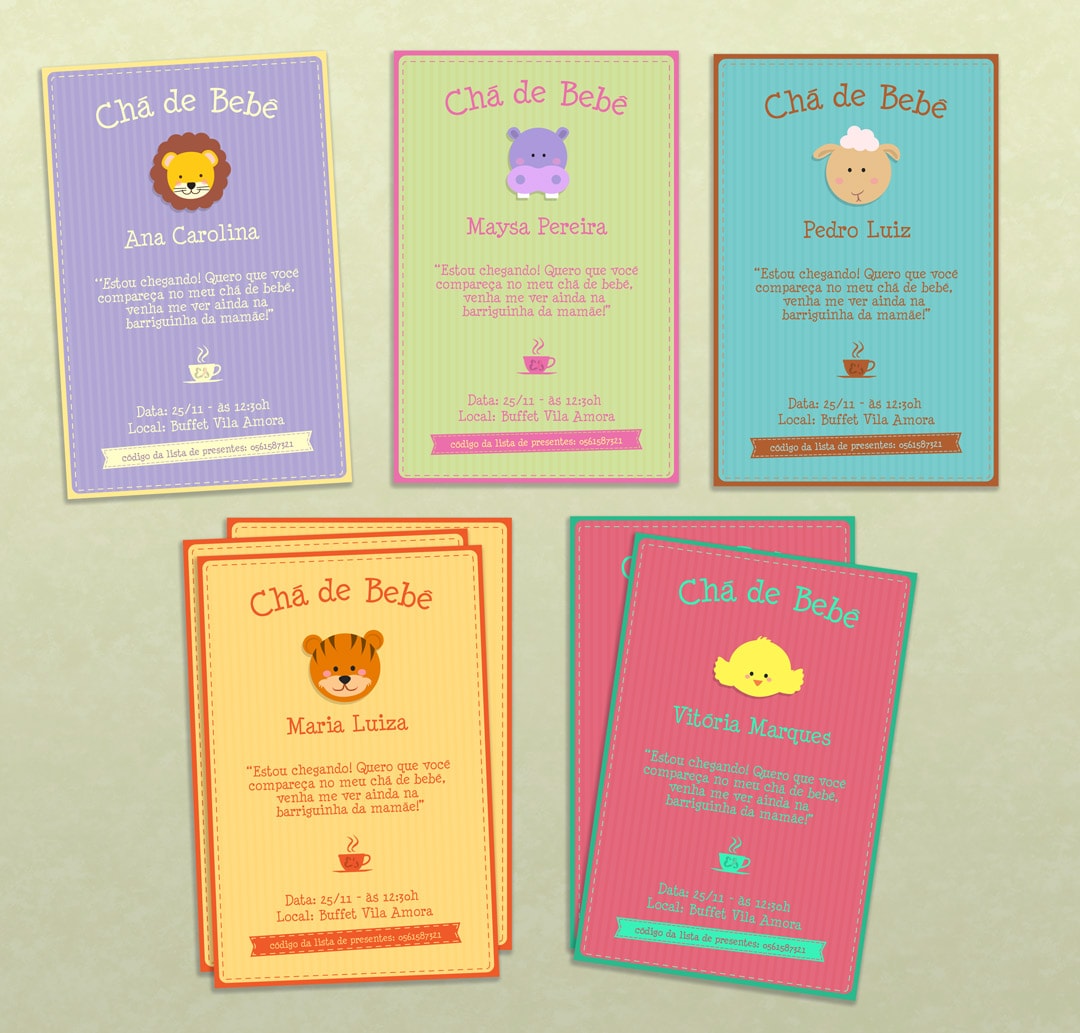 Chá de Bebê
Ana Carolina
“Estou chegando! Quero que você
compareça no meu chá de bebê,
venha me ver ainda na
barriguinha da mamãe!”
Data: 25/11 - às 12:30h
Local: Buffet Vila Amora
código da lista de presentes: 0561587321
Chá de Bebê
Maysa Pereira
“Estou chegando! Quero que você
compareça no meu chá de bebê,
venha me ver ainda na
barriguinha da mamãe!”
Data: 25/11 - às 12:30h
Local: Buffet Vila Amora
código da lista de presentes: 0561587321
Chá de Bebê
Pedro Luiz
“Estou chegando! Quero que você
compareça no meu chá de bebê,
venha me ver ainda na
barriguinha da mamãe!”
Data: 25/11 - às 12:30h
Local: Buffet Vila Amora
código da lista de presentes: 0561587321
Chá de Bebê
Maria Luiza
“Estou chegando! Quero que você
compareça no meu chá de bebê,
venha me ver ainda na
barriguinha da mamãe!”
Data: 25/11 - às 12:30h
Local: Buffet Vila Amora
código da lista de presentes: 0561587321
Chá de Bebê
Vitória Marques
“Estou chegando! Quero que você
compareça no meu chá de bebê,
venha me ver ainda na
barriguinha da mamãe!”
Data: 25/11 - às 12:30h
Local: Buffet Vila Amora
código da lista de presentes: 0561587321